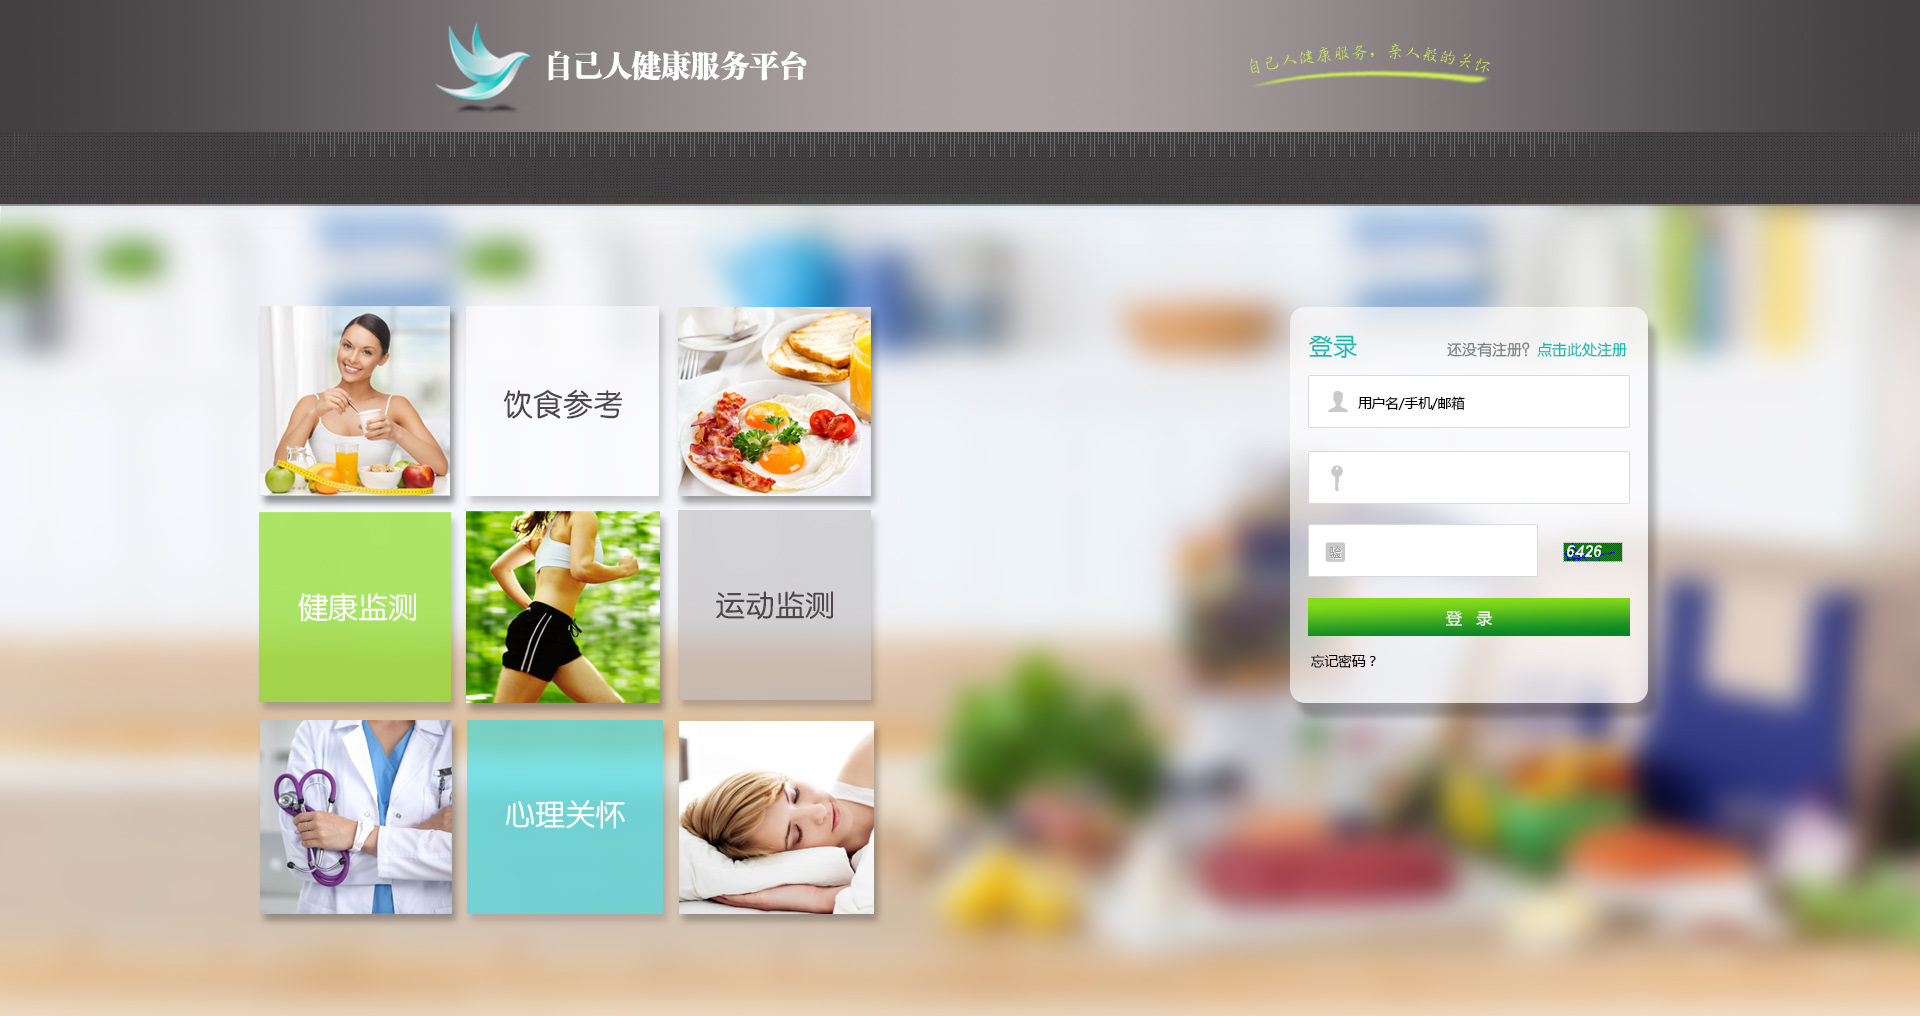 自己人健康服务平台
自己人健康服务，亲人般的关怀
登录
还没有注册？点击此处注册
用户名/手机/邮箱
饮食参考
验
6426
健康监测
运动监测
登 录
忘记密码？
心理关怀